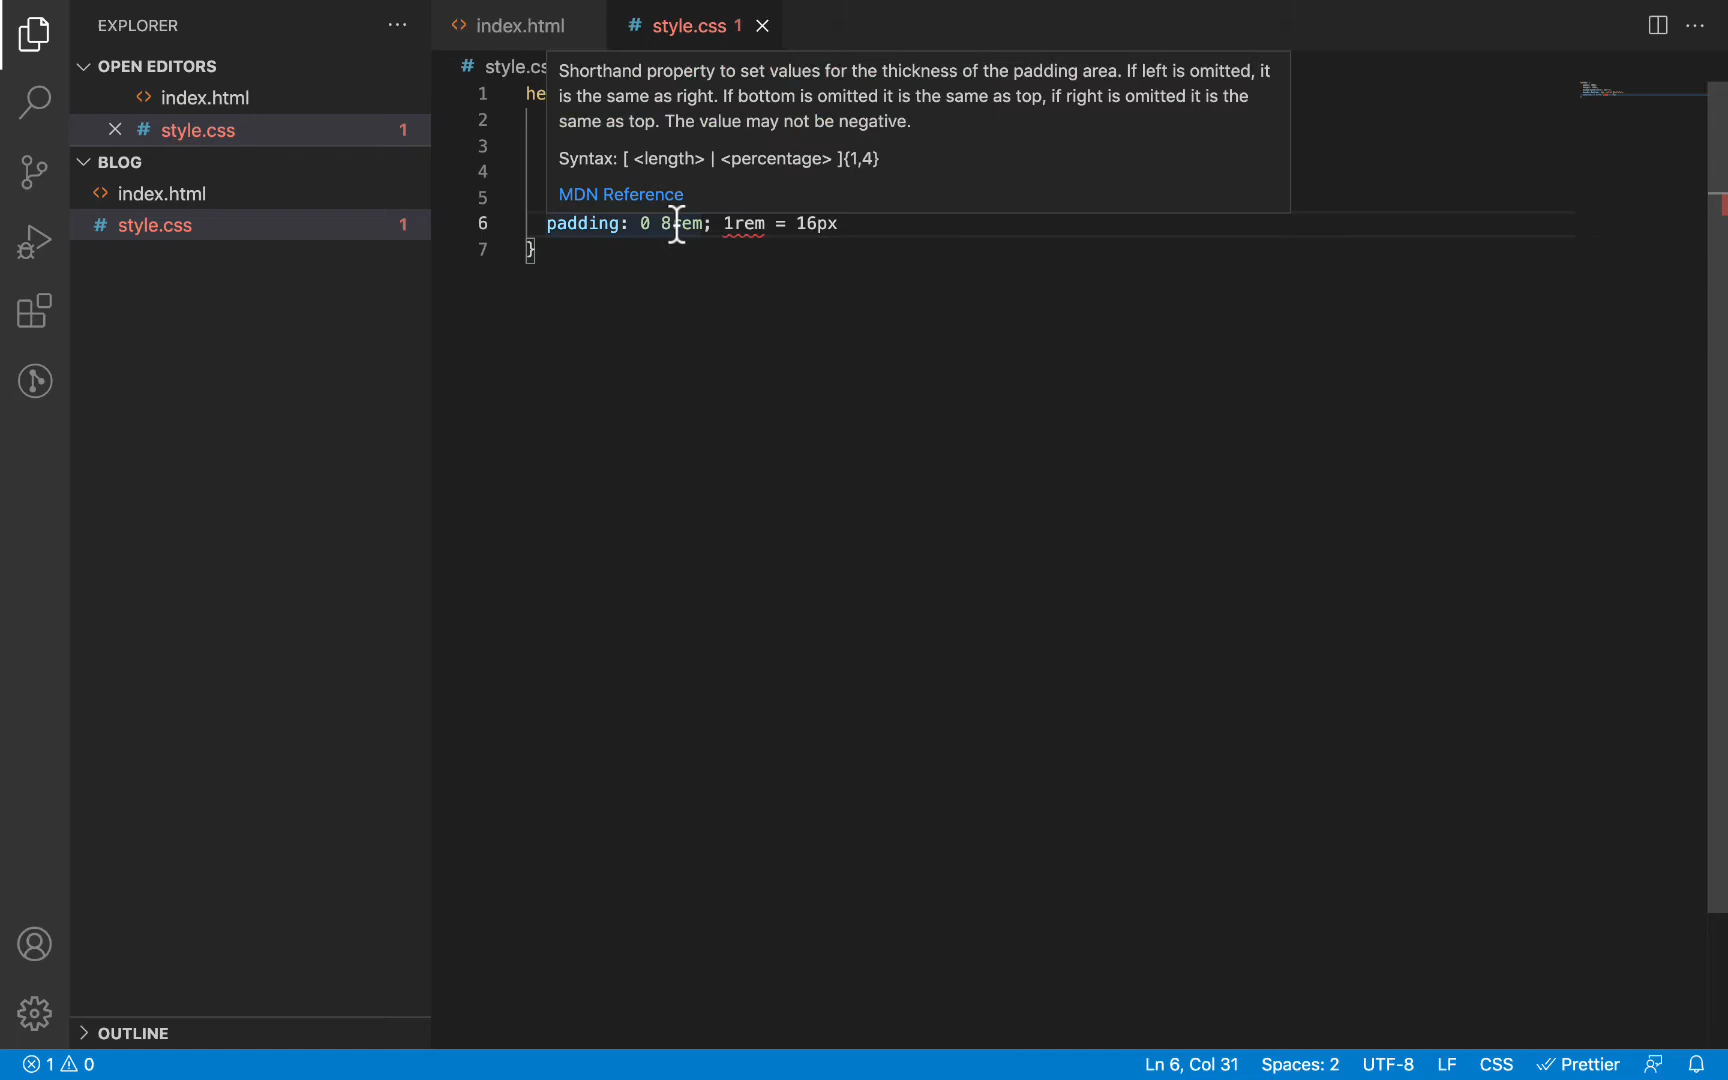 EXPLORER
OPEN EDITORS
index.html
style.css 1
BLOG
index.html
style.css 1
OUTLINE
index.html
style.css 1
style.cs
Shorthand property to set values for the thickness of the padding area. If left is omitted, it
is the same as right. If bottom is omitted it is the same as top, if right is omitted it is the
same as top. The value may not be negative.
Syntax: [ <length> | <percentage> ]{1,4}
MDN Reference
1 he
2
3
4
5
6 padding: 0 8rem; 1rem = 16px
7 }
1 0
Ln 6, Col 31 Spaces: 2 UTF-8 LF CSS Prettier